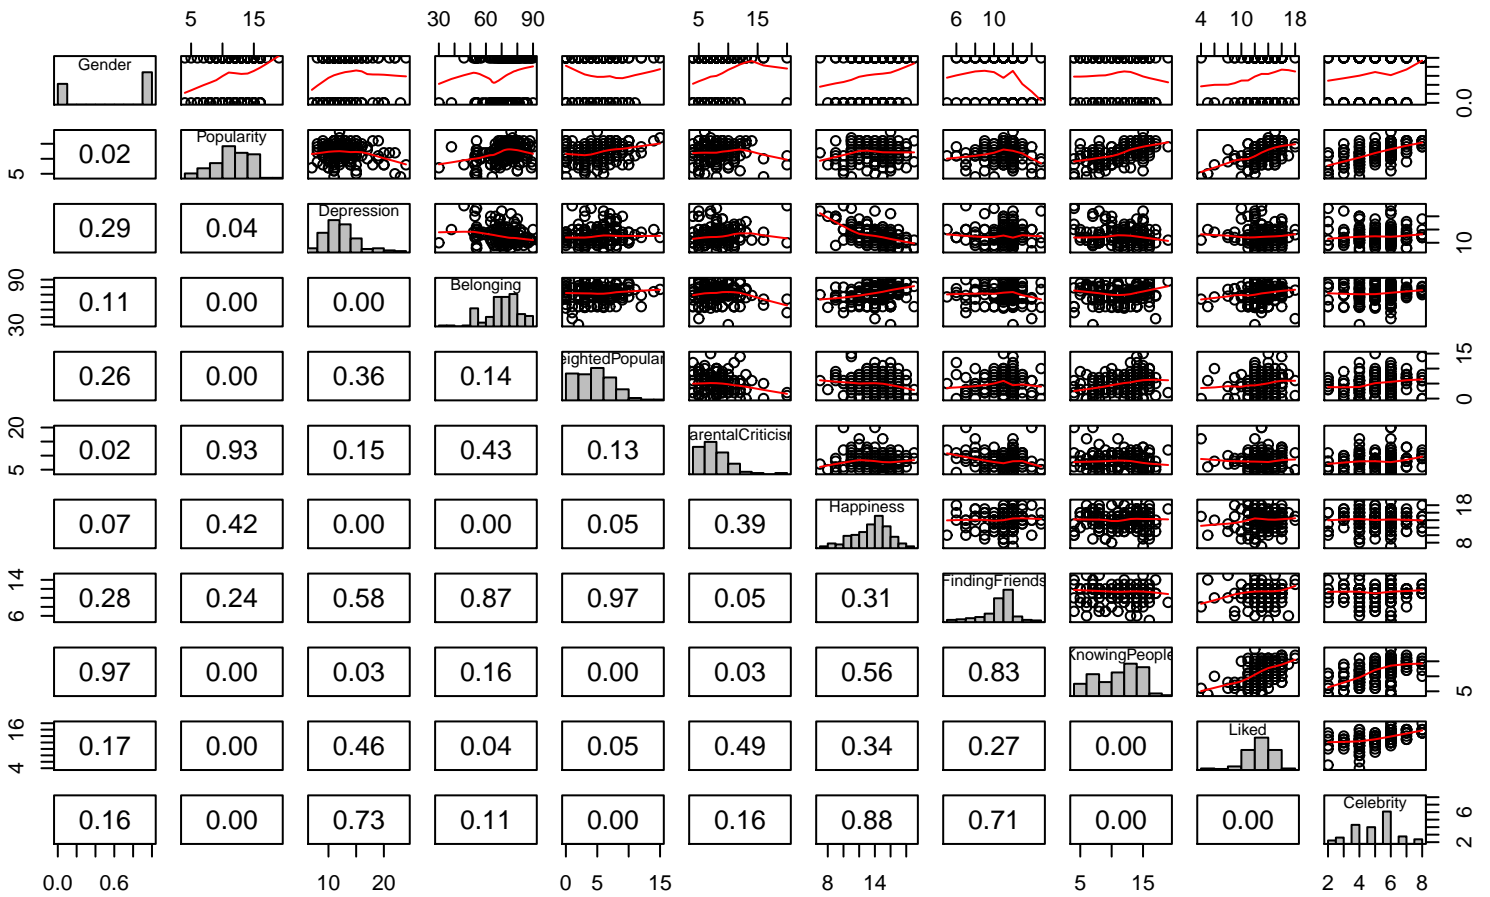 5 15 30 60 90 5 15 6 10 4 10 18
Gender 0.0
5 0.02 Popularity
0.29 0.04 Depression 10
30 90 0.11 0.00 0.00 Belonging
0.26 0.00 0.36 0.14 eightedPopular 0 15
5 20 0.02 0.93 0.15 0.43 0.13 arentalCriticisn
0.07 0.42 0.00 0.00 0.05 0.39 Happiness 8 18
6 14 0.28 0.24 0.58 0.87 0.97 0.05 0.31 FindingFriends
0.97 0.00 0.03 0.16 0.00 0.03 0.56 0.83 KnowingPeople 5
4 16 0.17 0.00 0.46 0.04 0.05 0.49 0.34 0.27 0.00 Liked
0.16 0.00 0.73 0.11 0.00 0.16 0.88 0.71 0.00 0.00 Celebrity 2 6
0.0 0.6 10 20 0 5 15 8 14 5 15 2 4 6 8